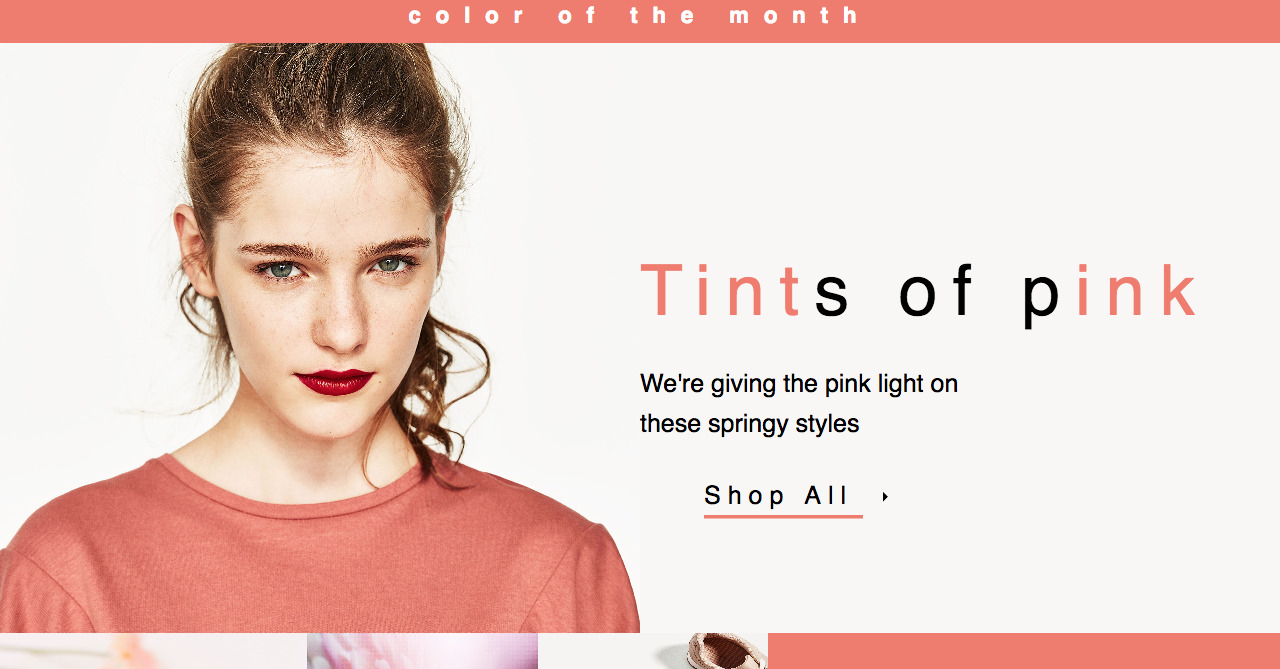 color of the month
Tints of pink
We're giving the pink light on
these springy styles
Shop All